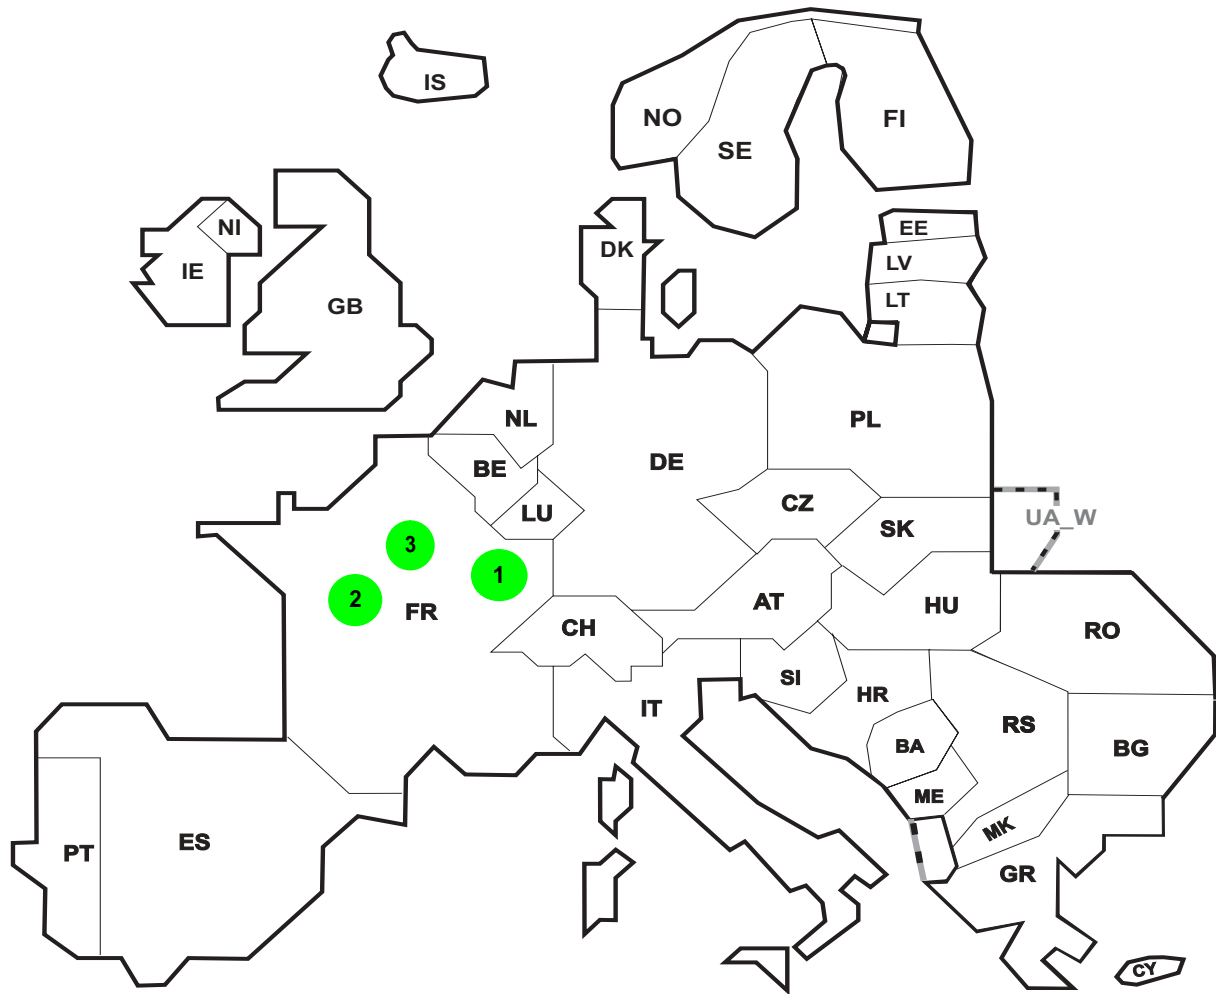 IS
NO
FI
SE
NI
EE
DK
LV
IE
LT
GB
NL
PL
DE
BE
CZ
LU
UA_W
SK
3
1
2
AT
HU
FR
CH
RO
SI
HR
IT
RS
BA
BG
ME
MK
ES
PT
GR
CY